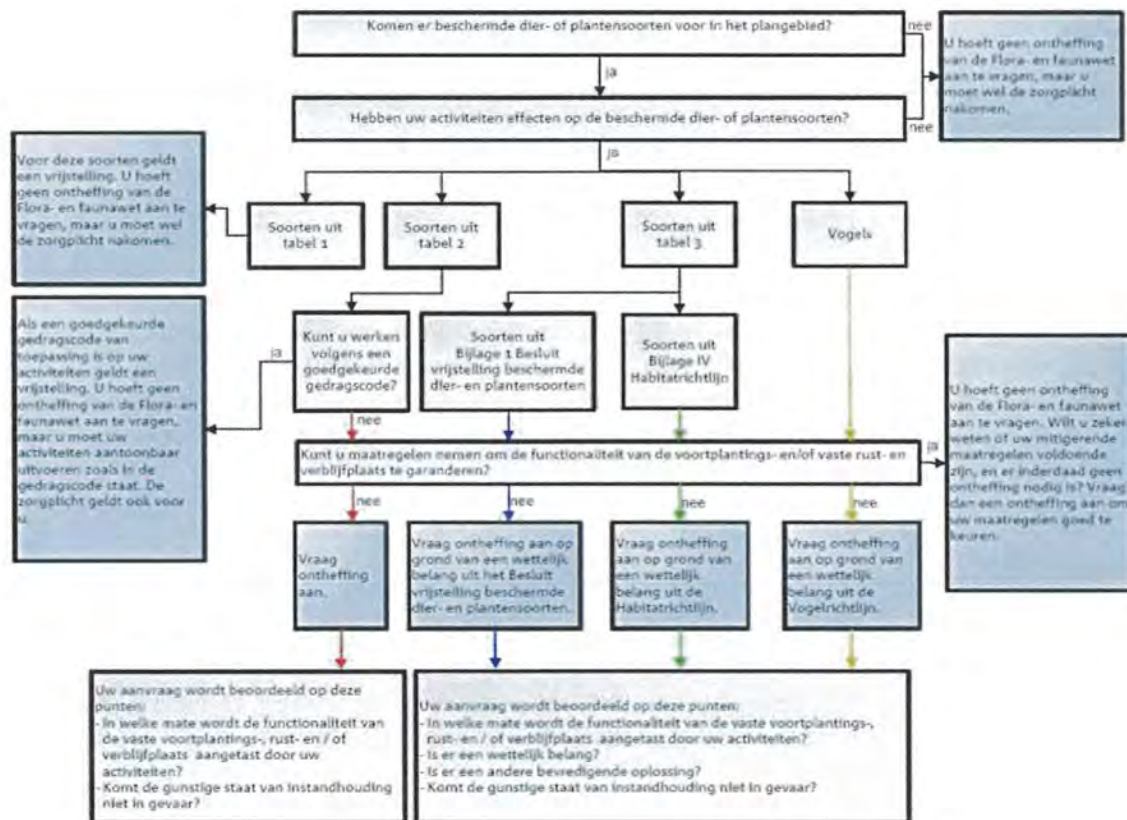 Komen er beschermde dier- of plantensoorten voor in het plangebied?
nee
U hoeft geen ontheffing
van de Flora- en faunawet
aan te vragen, maar u
moet wel de zorgplicht
nakomen.
ja
Hebben uw activiteiten effecten op de beschermde dier- of plantensoorten?
nee
ja
Voor deze soorten geldt
een vrijstelling. U hoeft
geen ontheffing van de
Flora- en faunawet aan te
vragen, maar u moet wel
de zorgplicht nakomen.
Soorten uit
tabel 1
Soorten uit
tabel 2
Soorten uit
tabel 3
Vogels
Als een goedgekeurde
gedragscode van
toepassing is op uw
activiteiten geldt een
vrijstelling. U hoeft geen
ontheffing van de Flora- en
faunawet aan te vragen,
maar u moet uw
activiteiten aantoonbaar
uitvoeren zoals in de
gedragscode staat. De
zorgplicht geldt ook voor
u.
ja
Kunt u werken
volgens een
goedgekeurde
gedragscode?
Soorten uit
Bijlage 1 Besluit
vrijstelling beschermde
dier- en plantensoorten
Soorten uit
Bijlage IV
Habitatrichtlijn
nee
Kunt u maatregelen nemen om de functionaliteit van de voortplantings- en/of vaste rust- en
verblijfplaats te garanderen?
ja
U hoeft geen ontheffing
van de Flora- en faunawet
aan te vragen. Wilt u zeker
weten of uw mitigerende
maatregelen voldoende
zijn, en er inderdaad geen
ontheffing nodig is? Vraag
dan een ontheffing aan om
uw maatregelen goed te
keuren.
nee
nee
nee
nee
Vraag
ontheffing
aan.
Vraag ontheffing aan op
grond van een wettelijk
belang uit het Besluit
vrijstelling beschermde
dier- en plantensoorten.
Vraag ontheffing
aan op grond van
een wettelijk
belang uit de
Habitatrichtlijn.
Vraag ontheffing
aan op grond van
een wettelijk
belang uit de
Vogelrichtlijn.
Uw aanvraag wordt beoordeeld op deze
punten:
- In welke mate wordt de functionaliteit van
de vaste voortplantings-, rust- en / of
verblijfplaats aangetast door uw
activiteiten?
- Komt de gunstige staat van instandhouding
niet in gevaar?
Uw aanvraag wordt beoordeeld op deze punten:
- In welke mate wordt de functionaliteit van de vaste voortplantings-,
rust- en / of verblijfplaats aangetast door uw activiteiten?
- Is er een wettelijk belang?
- Is er een andere bevredigende oplossing?
- Komt de gunstige staat van instandhouding niet in gevaar?